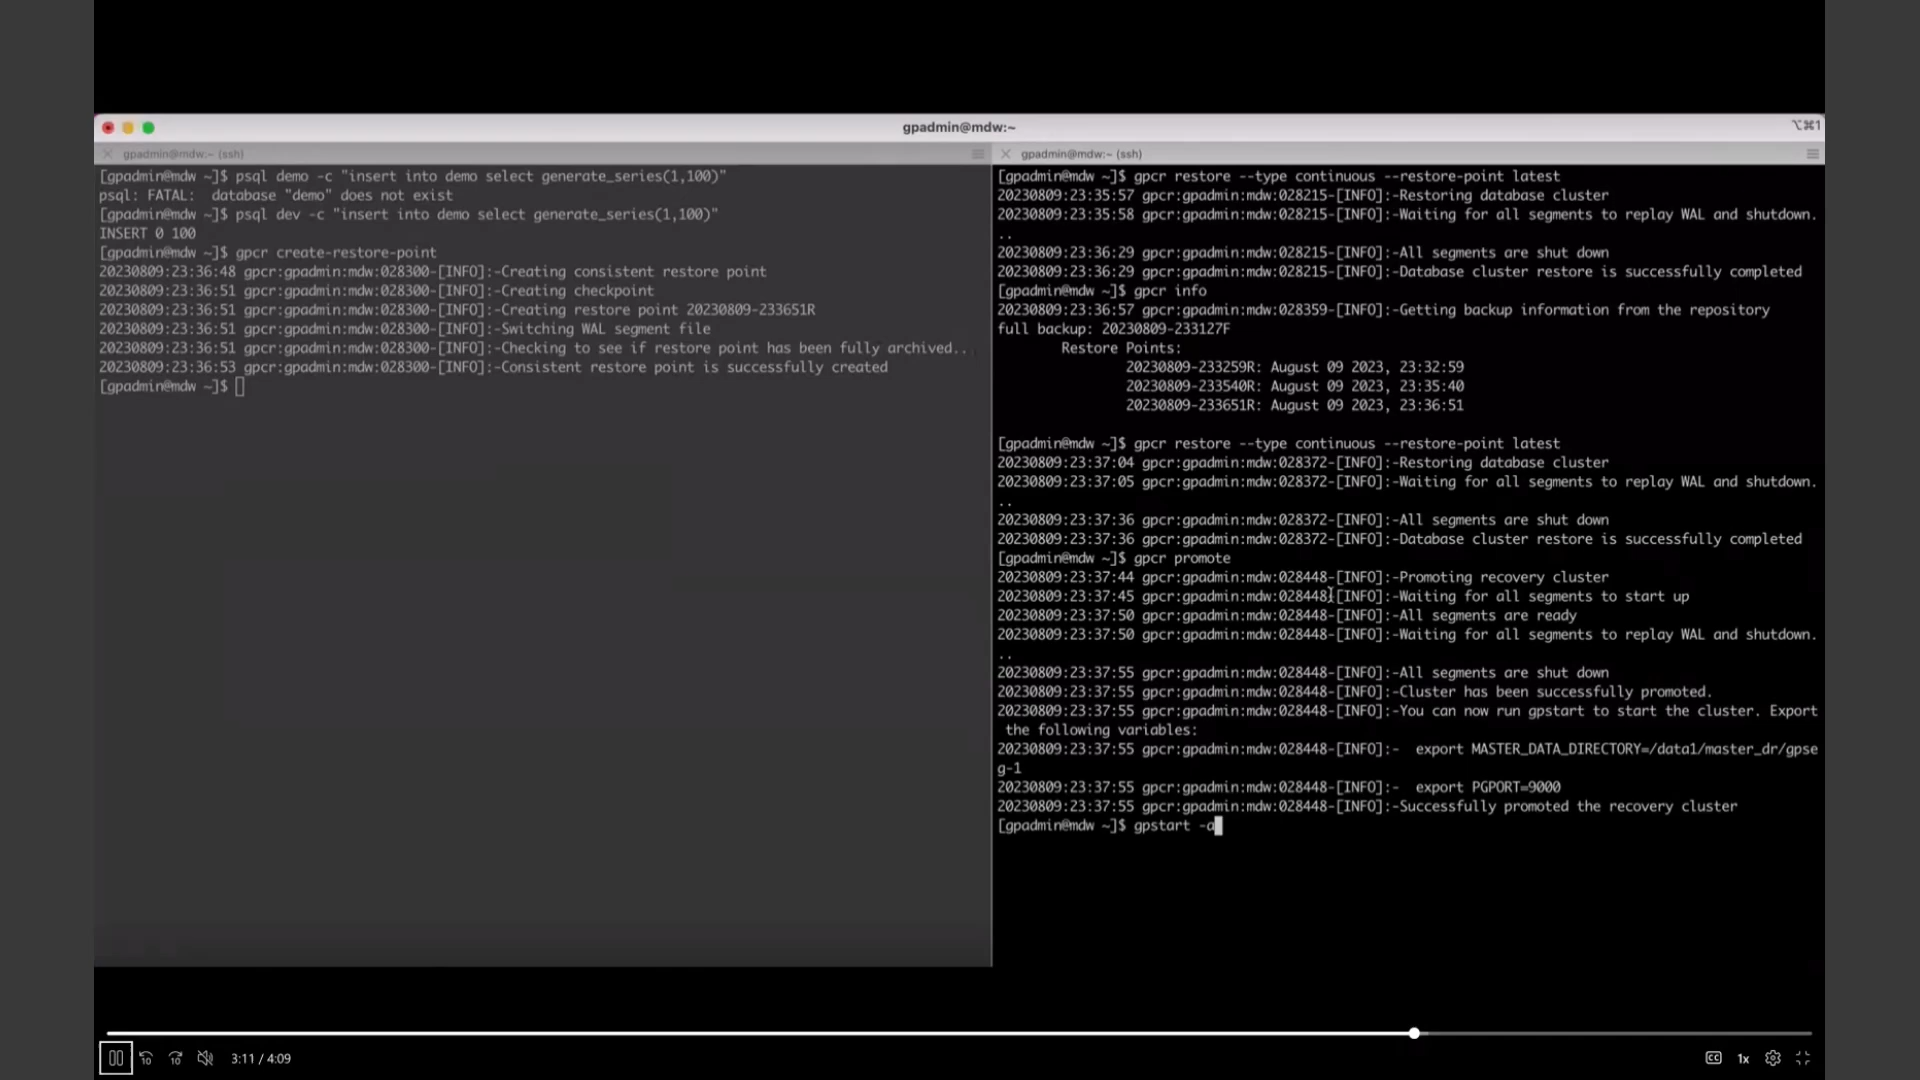 gpadmin@mdw:~
⌥⌘1
gpadmin@mdw:~ (ssh)
[gpadmin@mdw ~]$ psql demo -c "insert into demo select generate_series(1,100)"
psql: FATAL:  database "demo" does not exist
[gpadmin@mdw ~]$ psql dev -c "insert into demo select generate_series(1,100)"
INSERT 0 100
[gpadmin@mdw ~]$ gpcr create-restore-point
20230809:23:36:48 gpcr:gpadmin:mdw:028300-[INFO]:-Creating consistent restore point
20230809:23:36:51 gpcr:gpadmin:mdw:028300-[INFO]:-Creating checkpoint
20230809:23:36:51 gpcr:gpadmin:mdw:028300-[INFO]:-Creating restore point 20230809-233651R
20230809:23:36:51 gpcr:gpadmin:mdw:028300-[INFO]:-Switching WAL segment file
20230809:23:36:51 gpcr:gpadmin:mdw:028300-[INFO]:-Checking to see if restore point has been fully archived...
20230809:23:36:53 gpcr:gpadmin:mdw:028300-[INFO]:-Consistent restore point is successfully created
[gpadmin@mdw ~]$
gpadmin@mdw:~ (ssh)
[gpadmin@mdw ~]$ gpcr restore --type continuous --restore-point latest
20230809:23:35:57 gpcr:gpadmin:mdw:028215-[INFO]:-Restoring database cluster
20230809:23:35:58 gpcr:gpadmin:mdw:028215-[INFO]:-Waiting for all segments to replay WAL and shutdown.
..
20230809:23:36:29 gpcr:gpadmin:mdw:028215-[INFO]:-All segments are shut down
20230809:23:36:29 gpcr:gpadmin:mdw:028215-[INFO]:-Database cluster restore is successfully completed
[gpadmin@mdw ~]$ gpcr info
20230809:23:36:57 gpcr:gpadmin:mdw:028359-[INFO]:-Getting backup information from the repository
full backup: 20230809-233127F
Restore Points:
20230809-233259R: August 09 2023, 23:32:59
20230809-233540R: August 09 2023, 23:35:40
20230809-233651R: August 09 2023, 23:36:51
[gpadmin@mdw ~]$ gpcr restore --type continuous --restore-point latest
20230809:23:37:04 gpcr:gpadmin:mdw:028372-[INFO]:-Restoring database cluster
20230809:23:37:05 gpcr:gpadmin:mdw:028372-[INFO]:-Waiting for all segments to replay WAL and shutdown.
..
20230809:23:37:36 gpcr:gpadmin:mdw:028372-[INFO]:-All segments are shut down
20230809:23:37:36 gpcr:gpadmin:mdw:028372-[INFO]:-Database cluster restore is successfully completed
[gpadmin@mdw ~]$ gpcr promote
20230809:23:37:44 gpcr:gpadmin:mdw:028448-[INFO]:-Promoting recovery cluster
20230809:23:37:45 gpcr:gpadmin:mdw:028448-[INFO]:-Waiting for all segments to start up
20230809:23:37:50 gpcr:gpadmin:mdw:028448-[INFO]:-All segments are ready
20230809:23:37:50 gpcr:gpadmin:mdw:028448-[INFO]:-Waiting for all segments to replay WAL and shutdown.
..
20230809:23:37:55 gpcr:gpadmin:mdw:028448-[INFO]:-All segments are shut down
20230809:23:37:55 gpcr:gpadmin:mdw:028448-[INFO]:-Cluster has been successfully promoted.
20230809:23:37:55 gpcr:gpadmin:mdw:028448-[INFO]:-You can now run gpstart to start the cluster. Export
the following variables:
20230809:23:37:55 gpcr:gpadmin:mdw:028448-[INFO]:-  export MASTER_DATA_DIRECTORY=/data1/master_dr/gpse
g-1
20230809:23:37:55 gpcr:gpadmin:mdw:028448-[INFO]:-  export PGPORT=9000
20230809:23:37:55 gpcr:gpadmin:mdw:028448-[INFO]:-Successfully promoted the recovery cluster
[gpadmin@mdw ~]$ gpstart -a
10
10
3:11 / 4:09
CC
1x